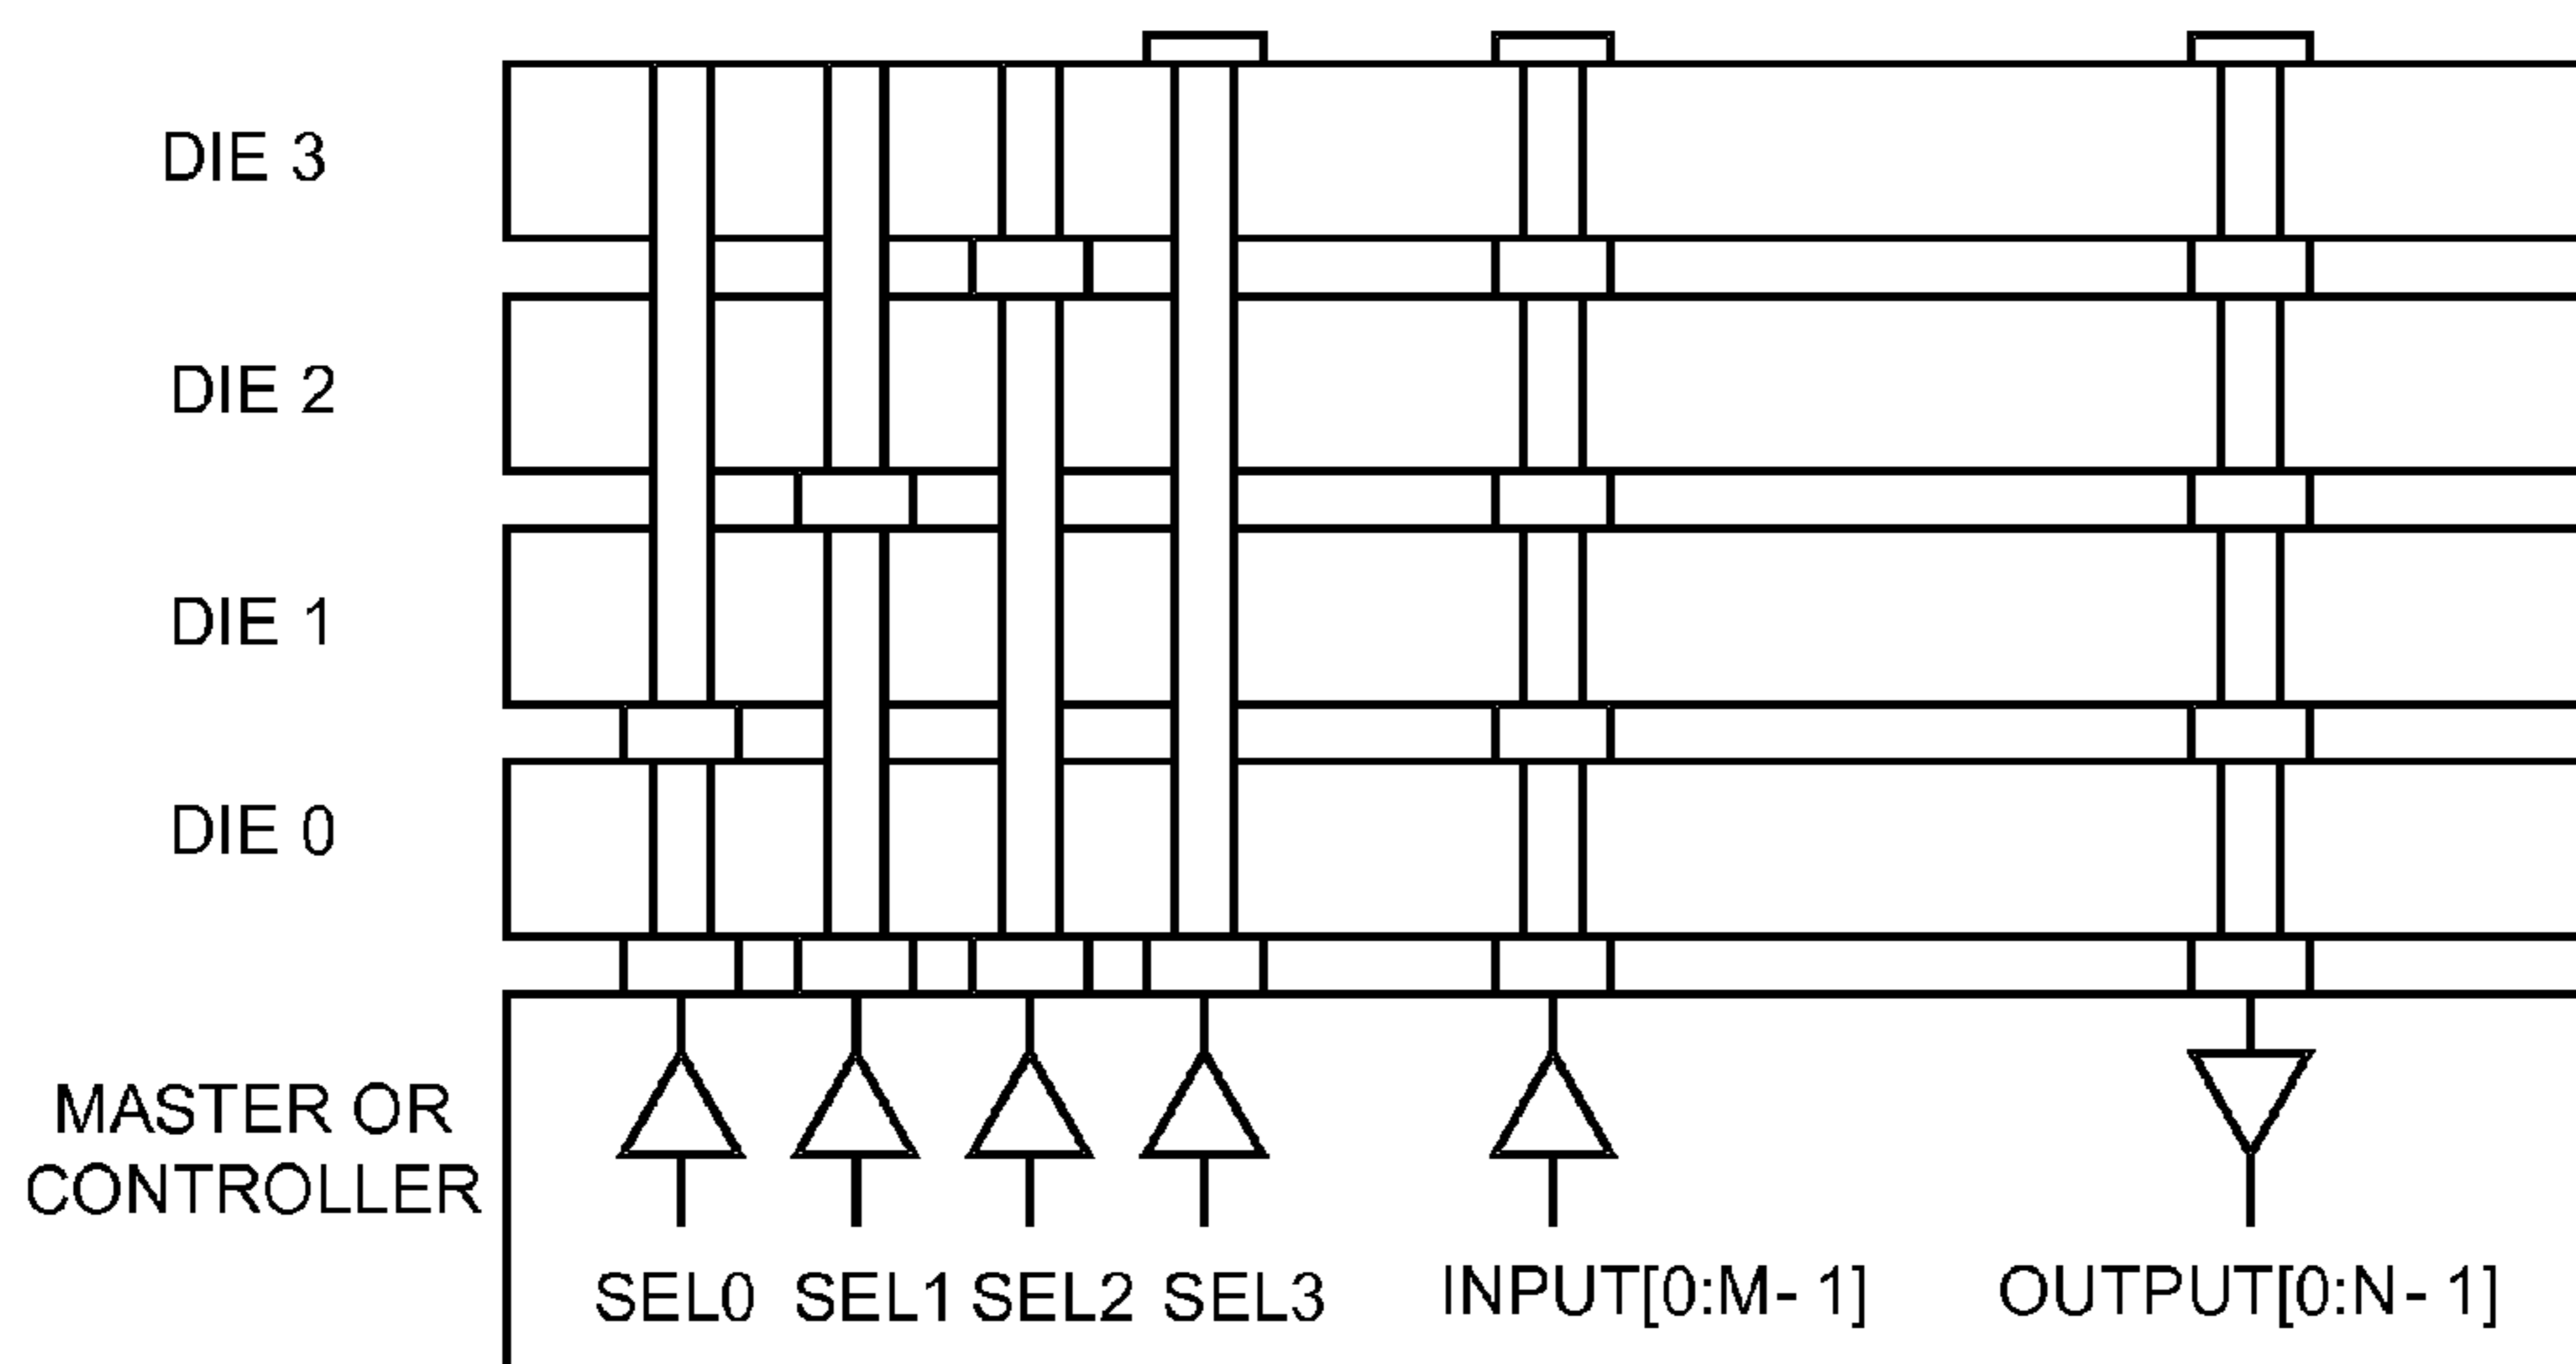 DIE 3
DIE 2
DIE 1
DIE 0
MASTER OR
CONTROLLER
SEL0 SEL1 SEL2 SEL3 INPUT[0:M- 1] OUTPUT[0:N- 1]